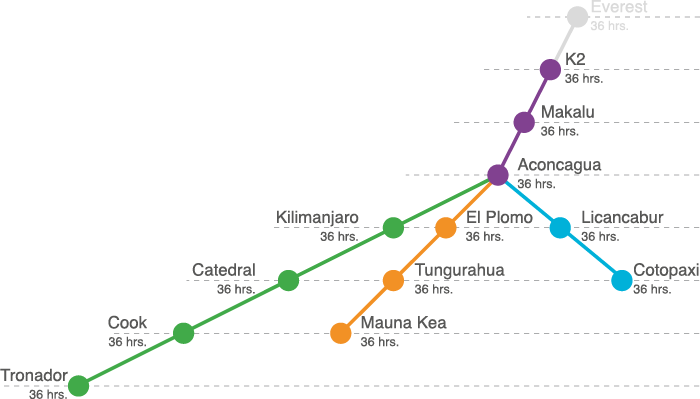 Everest
36 hrs.
K2
36 hrs.
Makalu
36 hrs.
Aconcagua
36 hrs.
Kilimanjaro
36 hrs.
El Plomo
36 hrs.
Licancabur
36 hrs.
Catedral
36 hrs.
Tungurahua
36 hrs.
Cotopaxi
36 hrs.
Cook
36 hrs.
Mauna Kea
36 hrs.
Tronador
36 hrs.